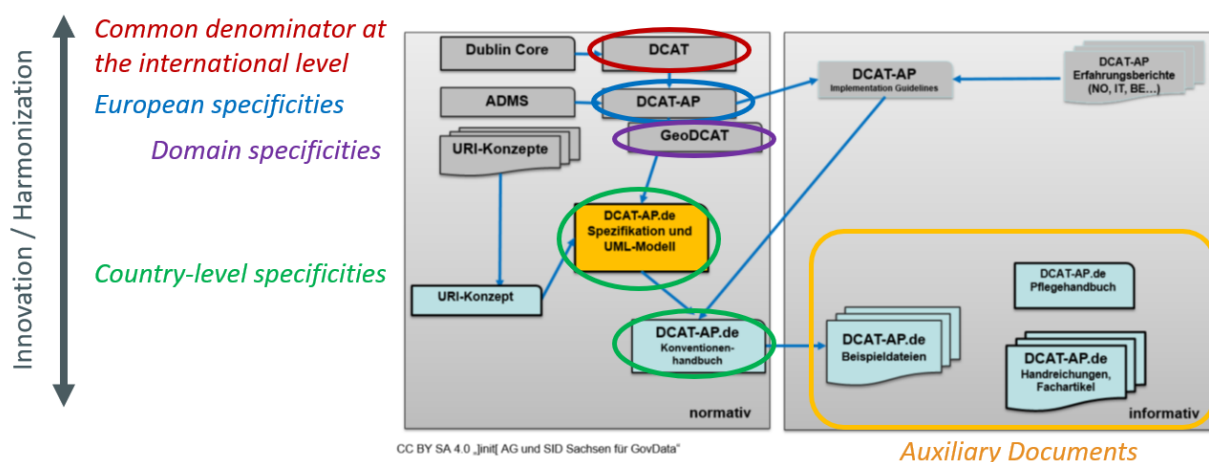 Innovation / Harmonization
Common denominator at
the international level
European specificities
Domain specificities
Country-level specificities
Dublin Core
DCAT
ADMS
DCAT-AP
GeoDCAT
URI-Konzepte
DCAT-AP.de
Spezifikation und
UML-Modell
URI-Konzept
DCAT-AP.de
Konventionen-
handbuch
normativ
DCAT-AP
Implementation Guidelines
DCAT-AP
Erfahrungsberichte
(NO, IT, BE...)
DCAT-AP.de
Pflegehandbuch
DCAT-AP.de
Beispieldateien
DCAT-AP.de
Handreichungen,
Fachartikel
informativ
CC BY SA 4.0 „]init[ AG und SID Sachsen für GovData“
Auxiliary Documents